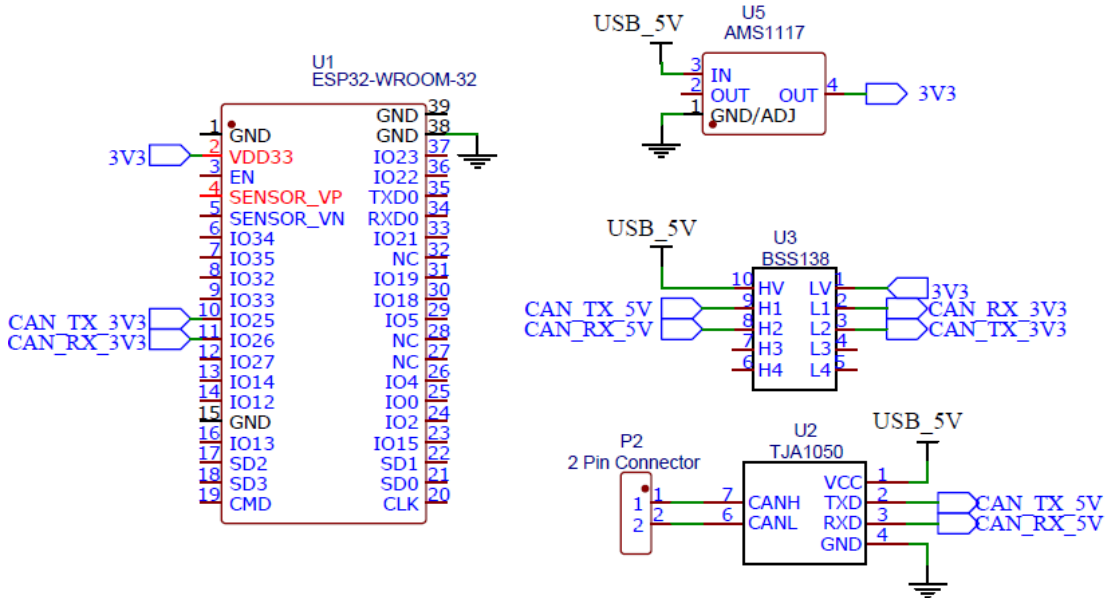 U1
ESP32-WROOM-32
GND 39
1 GND
GND 38
3V3 2 VDD33
IO23 37
3 EN
IO22 36
4 SENSOR_VP
TXD0 35
5 SENSOR_VN
RXD0 34
6 IO34
IO21 33
7 IO35
NC 32
8 IO32
IO19 31
9 IO33
IO18 30
CAN_TX_3V3 10 IO25
IO5 29
CAN_RX_3V3 11 IO26
NC 28
12 IO27
NC 27
13 IO14
IO4 26
14 IO12
IO0 25
15 GND
IO2 24
16 IO13
IO15 23
17 SD2
SD1 22
18 SD3
SD0 21
19 CMD
CLK 20
U5
AMS1117
USB_5V
3 IN
2 OUT OUT 4 3V3
1 GND/ADJ
USB_5V
U3
BSS138
10 HV LV 1 3V3
CAN_TX_5V 9 H1 L1 2 CAN_RX_3V3
CAN_RX_5V 8 H2 L2 3 CAN_TX_3V3
7 H3 L3 4
6 H4 L4 5
P2
2 Pin Connector
1 1
2 2
U2
TJA1050
USB_5V
VCC 1
7 CANH TXD 2 CAN_TX_5V
6 CANL RXD 3 CAN_RX_5V
GND 4